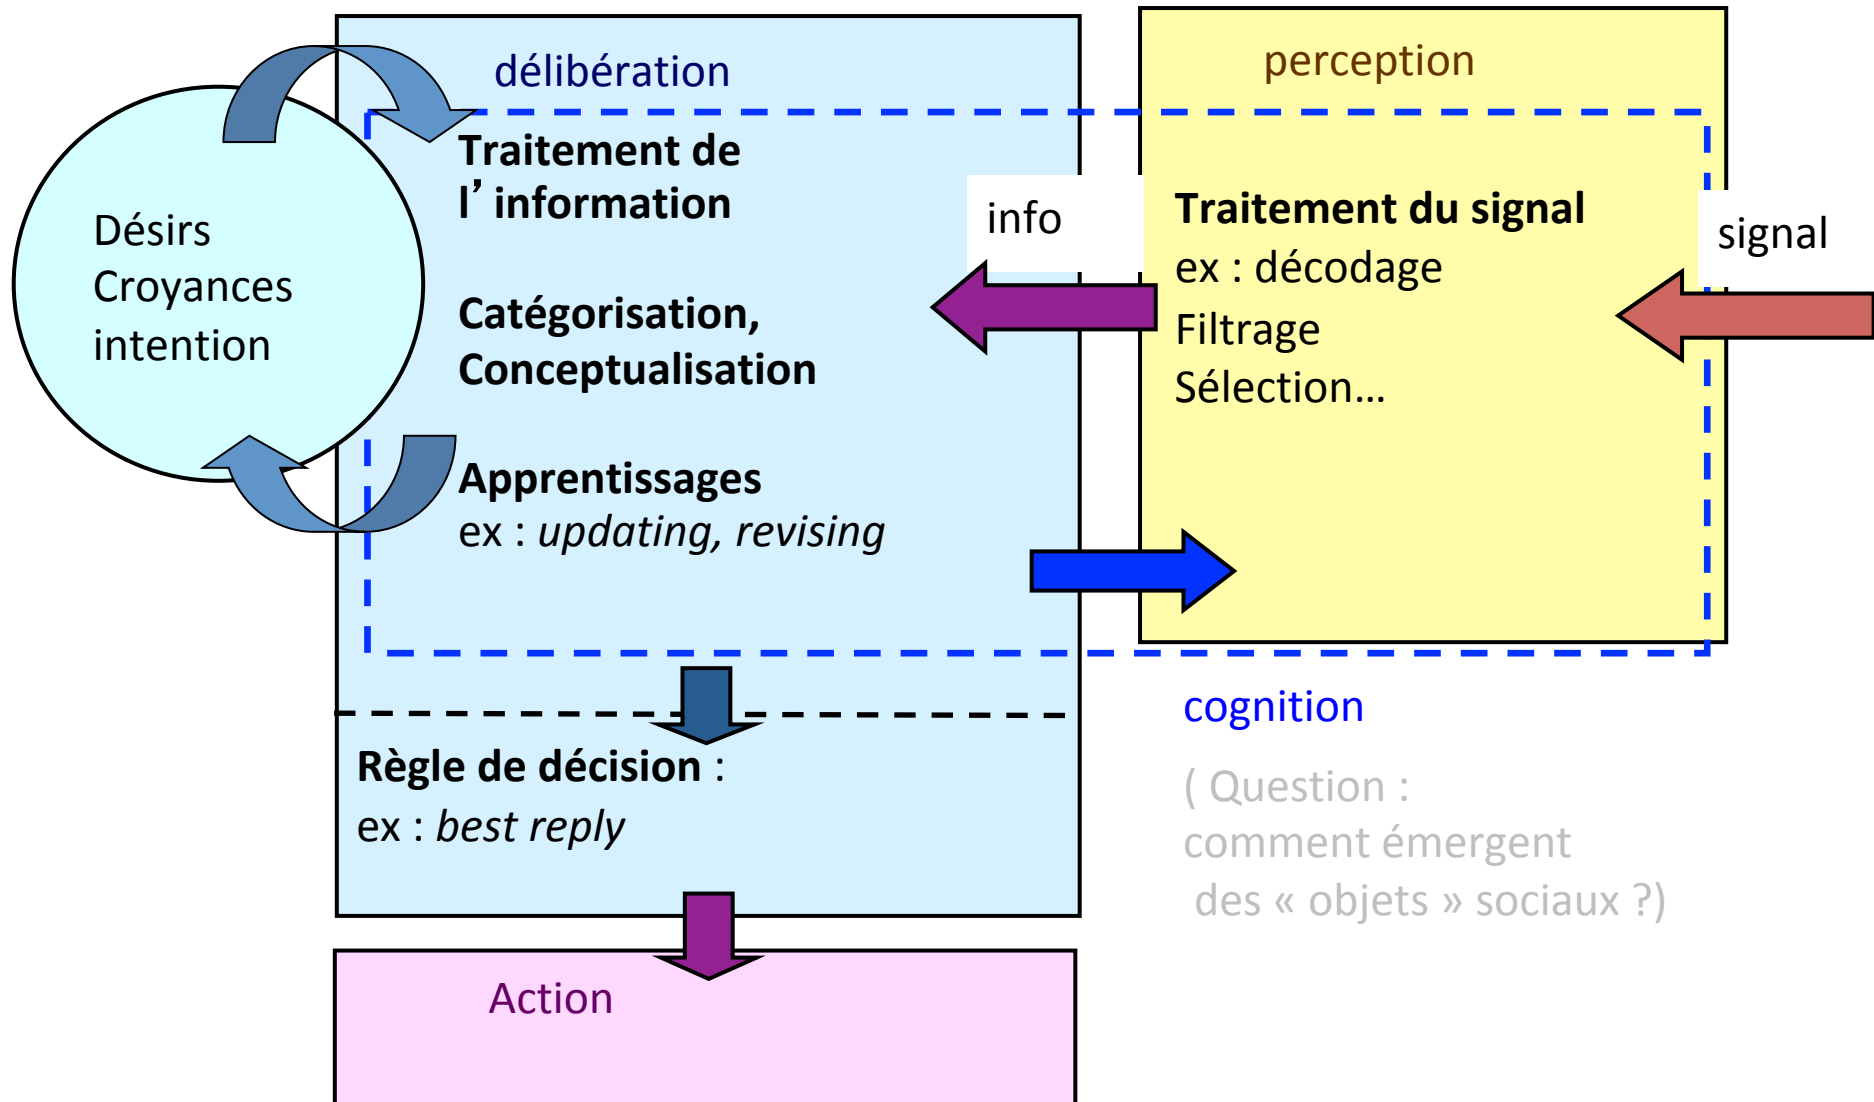 délibération
perception
Traitement de
l’ information
info
Traitement du signal
ex : décodage
Filtrage
Sélection…
signal
Désirs
Croyances
intention
Catégorisation,
Conceptualisation
Apprentissages
ex : updating, revising
cognition
Règle de décision :
ex : best reply
( Question :
comment émergent
des « objets » sociaux ?)
Action